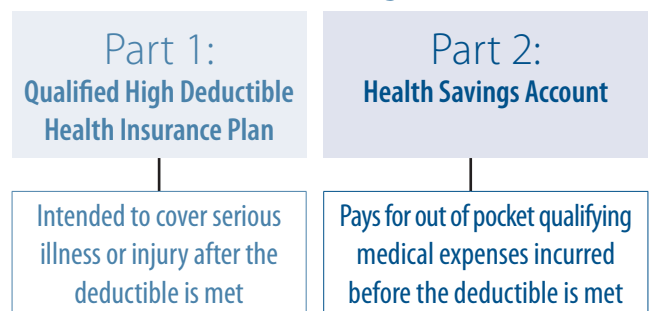 Part 1:
Qualified High Deductible
Health Insurance Plan
Part 2:
Health Savings Account
Intended to cover serious
illness or injury after the
deductible is met
Pays for out of pocket qualifying
medical expenses incurred
before the deductible is met